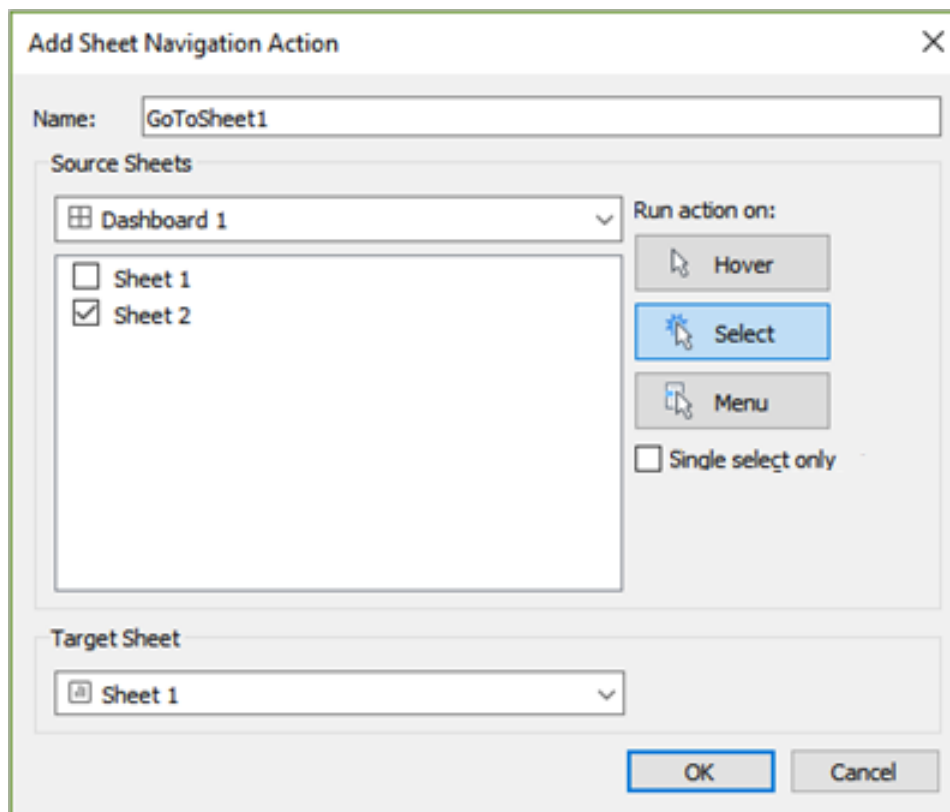 Add Sheet Navigation Action
Name: GoToSheet1
Source Sheets
Dashboard 1
Run action on:
Sheet 1
Sheet 2
Hover
Select
Menu
Single select only
Target Sheet
Sheet 1
OK Cancel